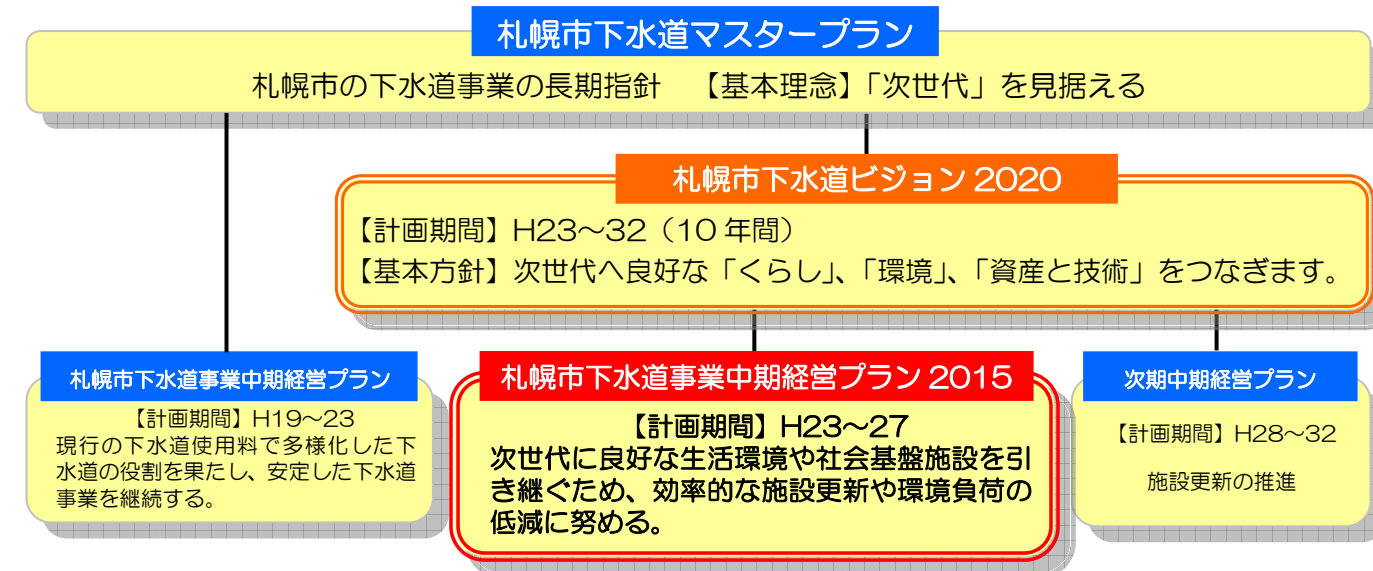 札幌市下水道マスタープラン
札幌市の下水道事業の長期指針 【基本理念】「次世代」を見据える
札幌市下水道ビジョン 2020
【計画期間】H23～32（10 年間）
【基本方針】次世代へ良好な「くらし」、「環境」、「資産と技術」をつなぎます。
札幌市下水道事業中期経営プラン
【計画期間】H19～23
現行の下水道使用料で多様化した下
水道の役割を果たし、安定した下水道
事業を継続する。
札幌市下水道事業中期経営プラン 2015
【計画期間】H23～27
次世代に良好な生活環境や社会基盤施設を引
き継ぐため、効率的な施設更新や環境負荷の
低減に努める。
次期中期経営プラン
【計画期間】H28～32
施設更新の推進